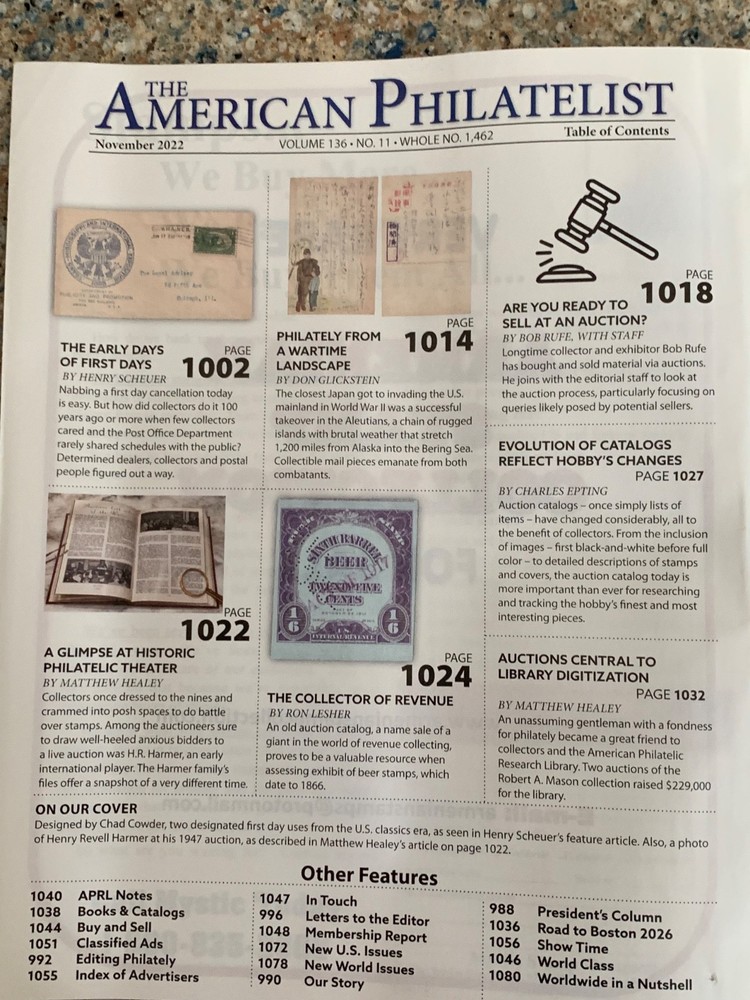 THE
AMERICAN PHILATELIST
November 2022
VOLUME 136 • NO. 11 • WHOLE NO. 1,462
Table of Contents
THE EARLY DAYS
OF FIRST DAYS
PAGE
1002
BY HENRY SCHEUER
Nabbing a first day cancellation today
is easy. But how did collectors do it 100
years ago or more when few collectors
cared and the Post Office Department
rarely shared schedules with the public?
Determined dealers, collectors and postal
people figured out a way.
PAGE
1014
PHILATELY FROM
A WARTIME
LANDSCAPE
BY DON GLICKSTEIN
The closest Japan got to invading the U.S.
mainland in World War II was a successful
takeover in the Aleutians, a chain of rugged
islands with brutal weather that stretch
1,200 miles from Alaska into the Bering Sea.
Collectible mail pieces emanate from both
combatants.
PAGE
1018
ARE YOU READY TO
SELL AT AN AUCTION?
BY BOB RUFE, WITH STAFF
Longtime collector and exhibitor Bob Rufe
has bought and sold material via auctions.
He joins with the editorial staff to look at
the auction process, particularly focusing on
queries likely posed by potential sellers.
EVOLUTION OF CATALOGS
REFLECT HOBBY'S CHANGES
PAGE 1027
BY CHARLES EPTING
Auction catalogs – once simply lists of
items – have changed considerably, all to
the benefit of collectors. From the inclusion
of images – first black-and-white before full
color – to detailed descriptions of stamps
and covers, the auction catalog today is
more important than ever for researching
and tracking the hobby's finest and most
interesting pieces.
PAGE
1022
A GLIMPSE AT HISTORIC
PHILATELIC THEATER
BY MATTHEW HEALEY
Collectors once dressed to the nines and
crammed into posh spaces to do battle
over stamps. Among the auctioneers sure
to draw well-heeled anxious bidders to
a live auction was H.R. Harmer, an early
international player. The Harmer family's
files offer a snapshot of a very different time.
SIXTH BARREL
BEER
TWENTY FIVE
CENTS
1/6
1/6
INTERNAL REVENUE
PAGE
1024
THE COLLECTOR OF REVENUE
BY RON LESHER
An old auction catalog, a name sale of a
giant in the world of revenue collecting,
proves to be a valuable resource when
assessing exhibit of beer stamps, which
date to 1866.
AUCTIONS CENTRAL TO
LIBRARY DIGITIZATION
PAGE 1032
BY MATTHEW HEALEY
An unassuming gentleman with a fondness
for philately became a great friend to
collectors and the American Philatelic
Research Library. Two auctions of the
Robert A. Mason collection raised $229,000
for the library.
ON OUR COVER
Designed by Chad Cowder, two designated first day uses from the U.S. classics era, as seen in Henry Scheuer's feature article. Also, a photo
of Henry Revell Harmer at his 1947 auction, as described in Matthew Healey's article on page 1022.
Other Features
1040 APRL Notes
1038 Books & Catalogs
1044 Buy and Sell
1051 Classified Ads
992 Editing Philately
1055 Index of Advertisers
1047 In Touch
996 Letters to the Editor
1048 Membership Report
1072 New U.S. Issues
1078 New World Issues
990 Our Story
988 President's Column
1036 Road to Boston 2026
1056 Show Time
1046 World Class
1080 Worldwide in a Nutshell